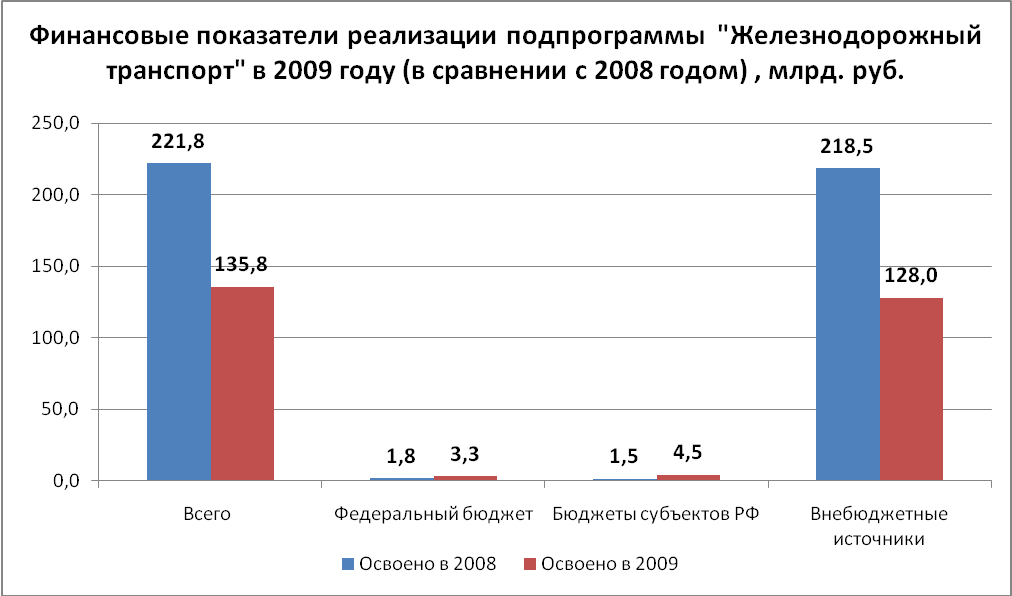 Финансовые показатели реализации подпрограммы "Железнодорожный
транспорт" в 2009 году (в сравнении с 2008 годом) , млрд. руб.
250,0
200,0
150,0
100,0
50,0
0,0
221,8
135,8
1,8
3,3
1,5
4,5
218,5
128,0
Всего
Федеральный бюджет
Бюджеты субъектов РФ
Внебюджетные
источники
Освоено в 2008
Освоено в 2009